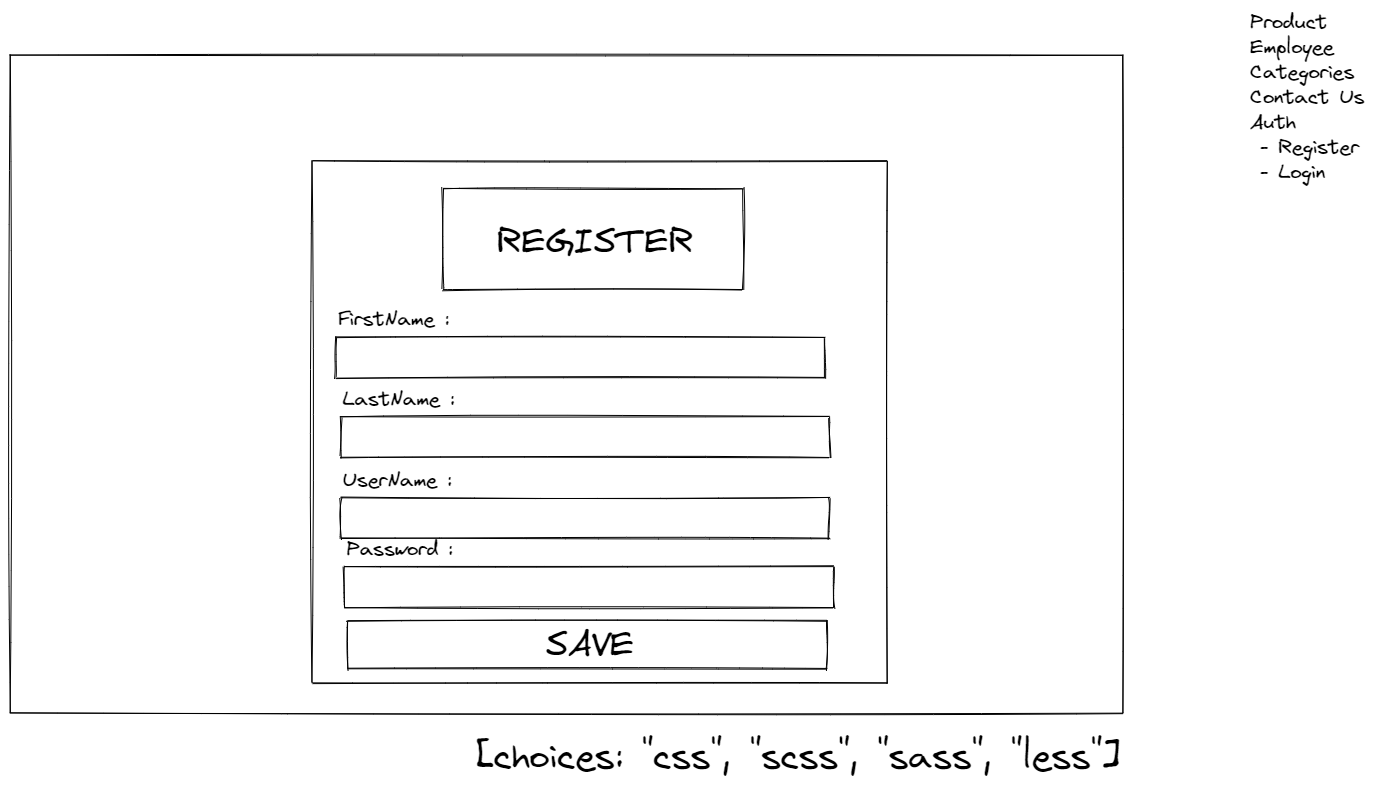 Product
Employee
Categories
Contact Us
Auth
- Register
- Login
REGISTER
FirstName :
LastName :
UserName :
Password :
SAVE
[choices: "css", "scss", "sass", "less"]